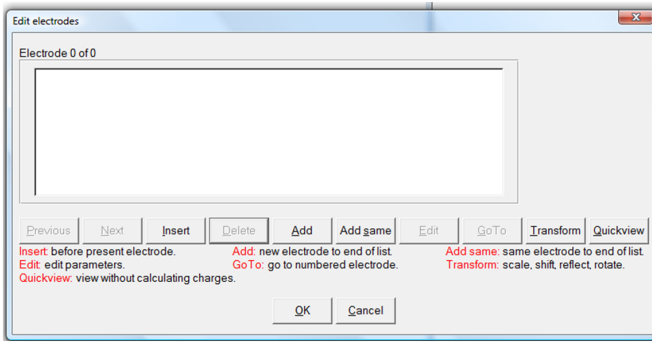 Edit electrodes
Electrode 0 of 0
Previous Next Insert Delete Add Add same Edit GoTo Transform Quickview
Insert: before present electrode. Add: new electrode to end of list. Add same: same electrode to end of list.
Edit: edit parameters. GoTo: go to numbered electrode. Transform: scale, shift, reflect, rotate.
Quickview: view without calculating charges.
OK Cancel